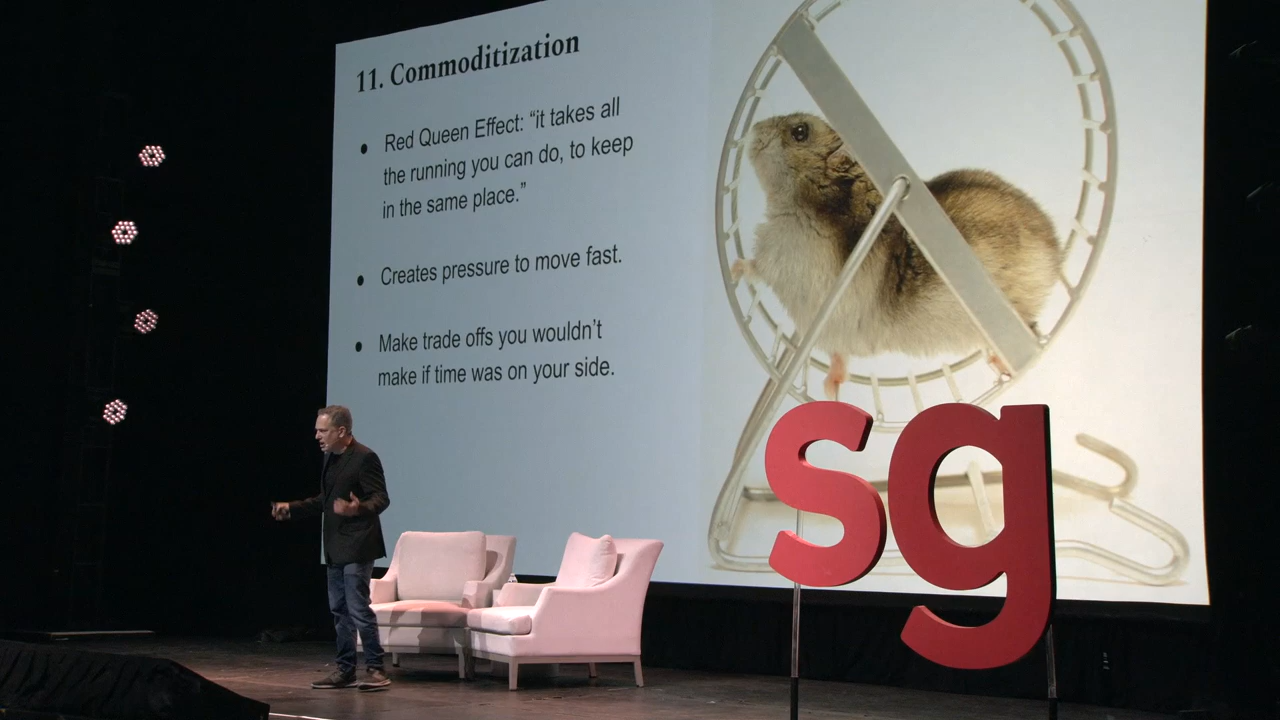 11. Commoditization
• Red Queen Effect: “it takes all
the running you can do, to keep
in the same place.”
• Creates pressure to move fast.
• Make trade offs you wouldn’t
make if time was on your side.
sg